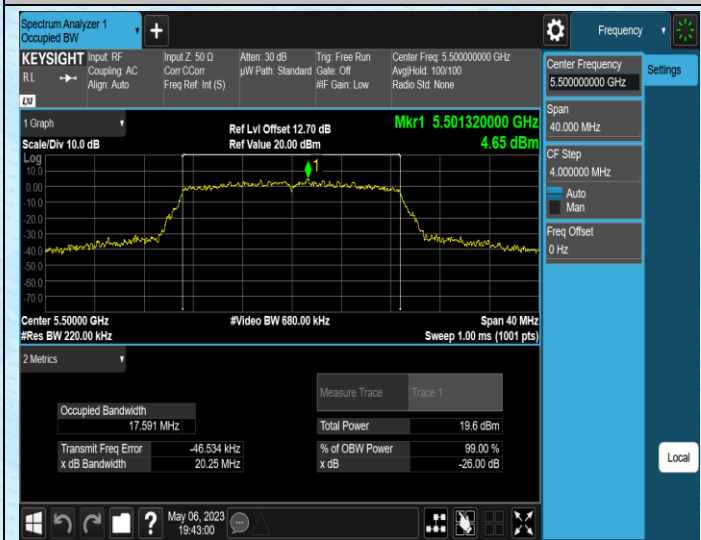 Spectrum Analyzer 1
Occupied BW
+
Frequency
KEYSIGHT
R L
LXI
Input: RF
Coupling: AC
Align: Auto
Input Z: 50 Ω
Corr CCorr
Freq Ref: Int (S)
Atten: 30 dB
µW Path: Standard
Trig: Free Run
Gate: Off
#IF Gain: Low
Center Freq: 5.500000000 GHz
Avg|Hold: 100/100
Radio Std: None
Center Frequency
5.500000000 GHz
Settings
Span
40.000 MHz
CF Step
4.000000 MHz
Auto
Man
Freq Offset
0 Hz
1 Graph
Scale/Div 10.0 dB
Ref Lvl Offset 12.70 dB
Ref Value 20.00 dBm
Mkr1 5.501320000 GHz
4.65 dBm
Log
10.0
0.00
-10.0
-20.0
-30.0
-40.0
-50.0
-60.0
-70.0
1
Center 5.50000 GHz
#Res BW 220.00 kHz
#Video BW 680.00 kHz
Span 40 MHz
Sweep 1.00 ms (1001 pts)
2 Metrics
Measure Trace Trace 1
Occupied Bandwidth
17.591 MHz
Total Power 19.6 dBm
Transmit Freq Error -46.534 kHz
% of OBW Power 99.00 %
x dB Bandwidth 20.25 MHz
x dB -26.00 dB
Local
?
May 06, 2023
19:43:00